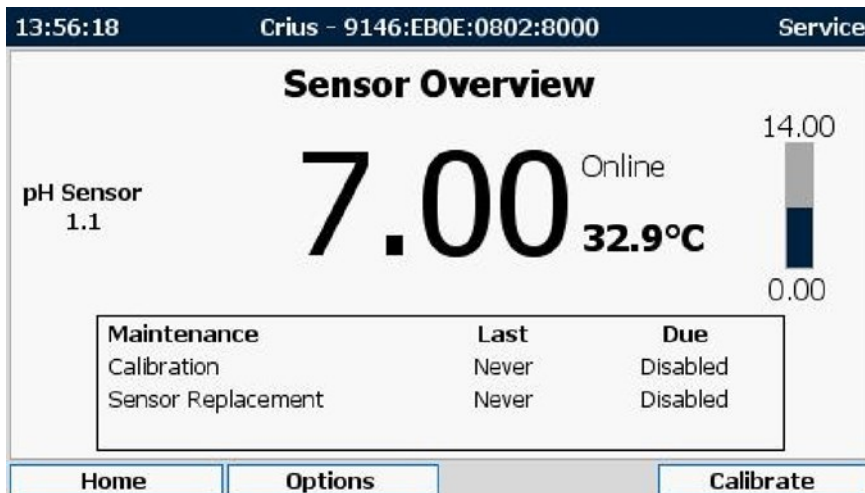 13:56:18 Crius - 9146:EB0E:0802:8000 Service
Sensor Overview
14.00
7.00
Online
pH Sensor
1.1
32.9°C
0.00
Maintenance Last Due
Calibration Never Disabled
Sensor Replacement Never Disabled
Home Options Calibrate